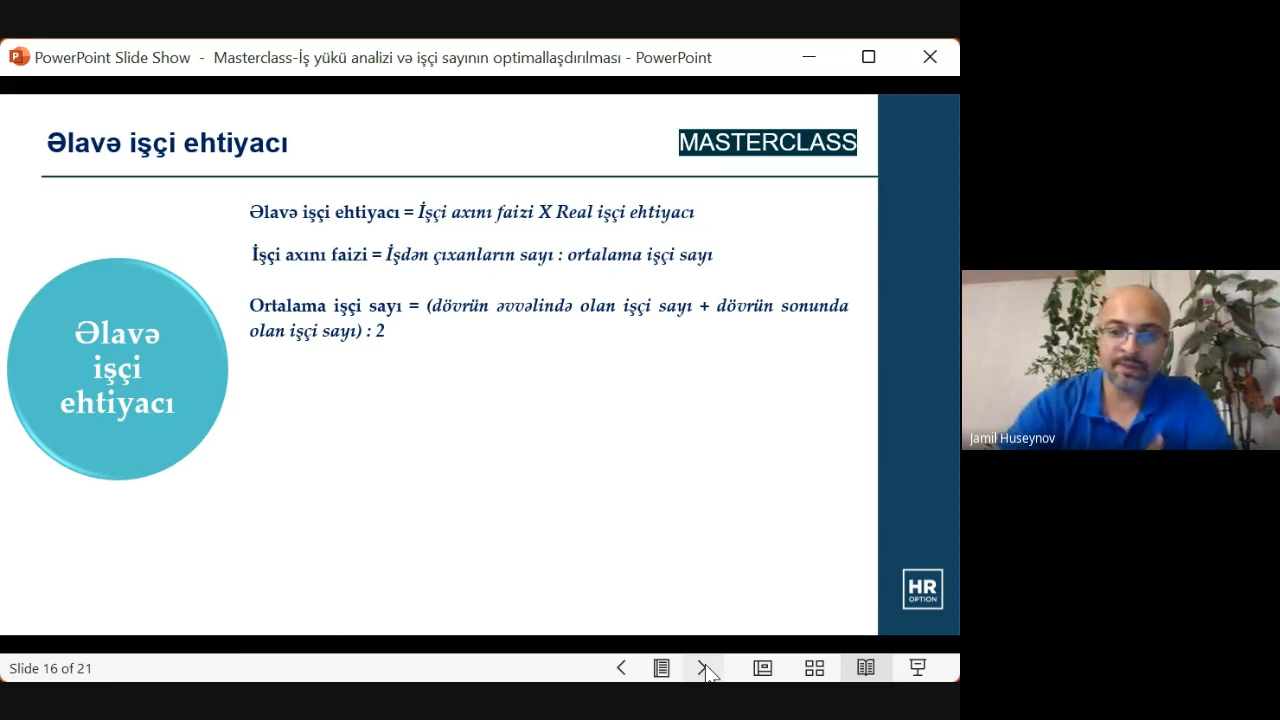 PowerPoint Slide Show - Masterclass-İş yükü analizi və işçi sayının optimallaşdırılması - PowerPoint
Əlavə işçi ehtiyacı
MASTERCLASS
Əlavə işçi ehtiyacı = İşçi axını faizi X Real işçi ehtiyacı
İşçi axını faizi = İşdən çıxanların sayı : ortalama işçi sayı
Ortalama işçi sayı = (dövrün əvvəlində olan işçi sayı + dövrün sonunda
olan işçi sayı) : 2
Əlavə
işçi
ehtiyacı
Jamil Huseynov
HR
OPTION
Slide 16 of 21